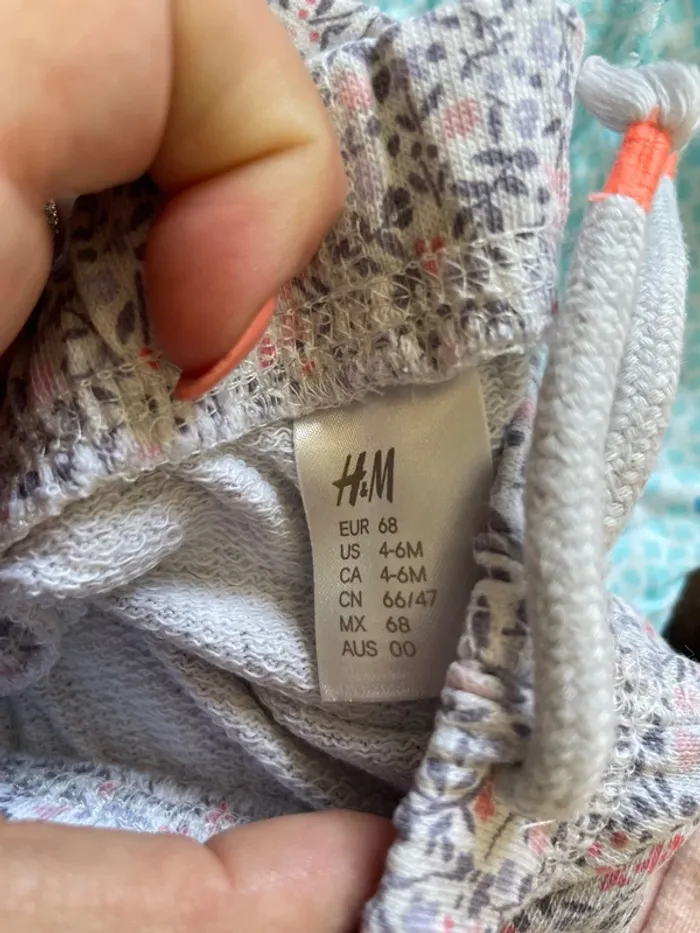 H&M
EUR 68
US 4-6M
CA 4-6M
CN 66/47
MX 68
AUS 00